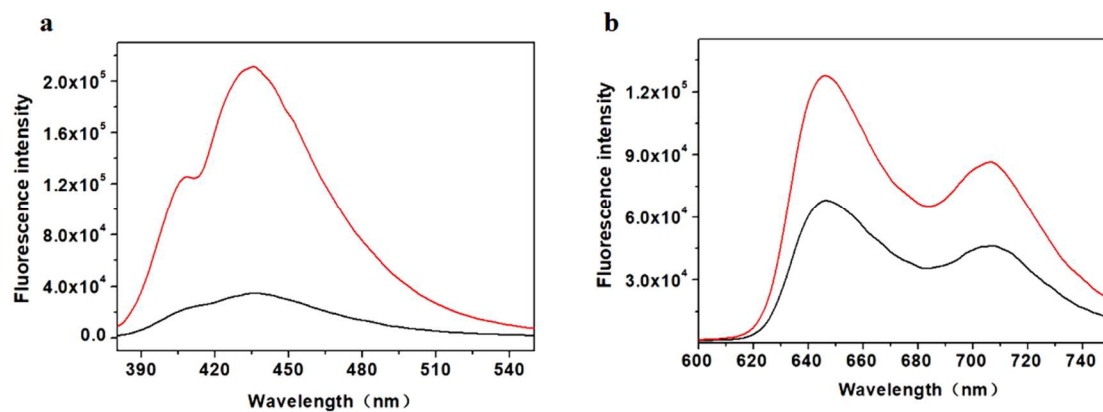 a
Fluorescence intensity
2.0x10⁵
1.6x10⁵
1.2x10⁵
8.0x10⁴
4.0x10⁴
0.0
390 420 450 480 510 540
Wavelength（nm）
b
Fluorescence intensity
1.2x10⁵
9.0x10⁴
6.0x10⁴
3.0x10⁴
600 620 640 660 680 700 720 740
Wavelength（nm）